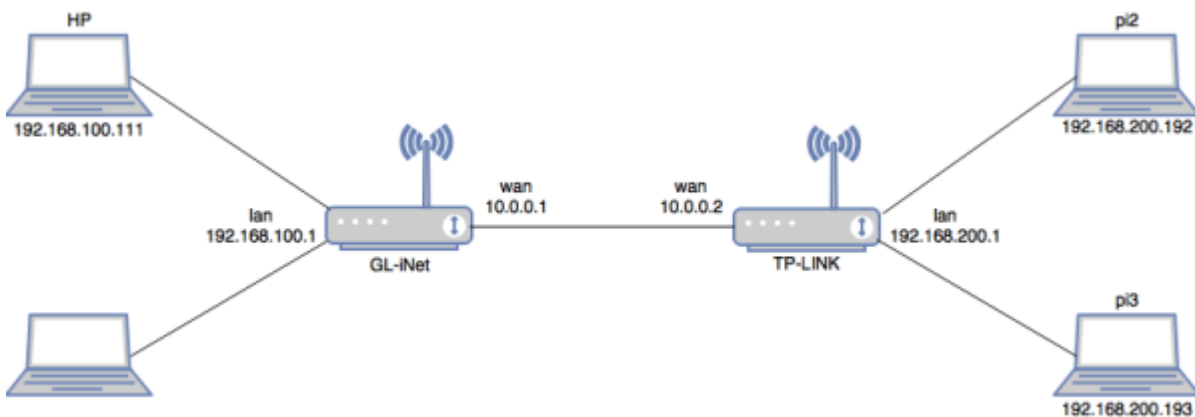 HP
192.168.100.111
lan
192.168.100.1
GL-iNet
wan
10.0.0.1
wan
10.0.0.2
TP-LINK
lan
192.168.200.1
pi2
192.168.200.192
pi3
192.168.200.193